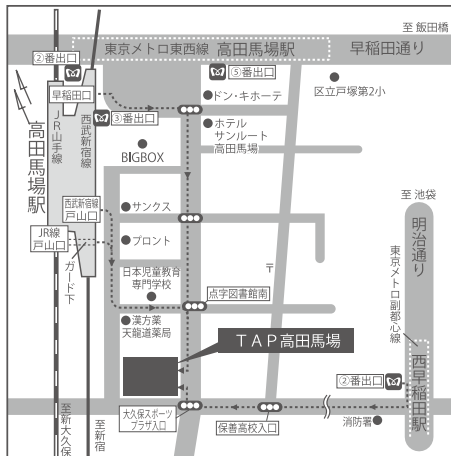 至 飯田橋
②番出口
東京メトロ東西線 高田馬場駅
早稲田通り
⑤番出口
早稲田口
ドン・キホーテ
区立戸塚第2小
③番出口
ホテル
サンルート
高田馬場
BIGBOX
高田馬場駅
JR山手線
西武新宿線
至 池袋
サンクス
西武新宿線
戸山口
明治通り
JR線
戸山口
プロント
東京メトロ副都心線
ガード下
日本児童教育
専門学校
〒
点字図書館南
漢方薬
天龍道薬局
TAP高田馬場
西早稲田駅
②番出口
大久保スポーツ
プラザ入口
保善高校入口
消防署
至新大久保
至新宿